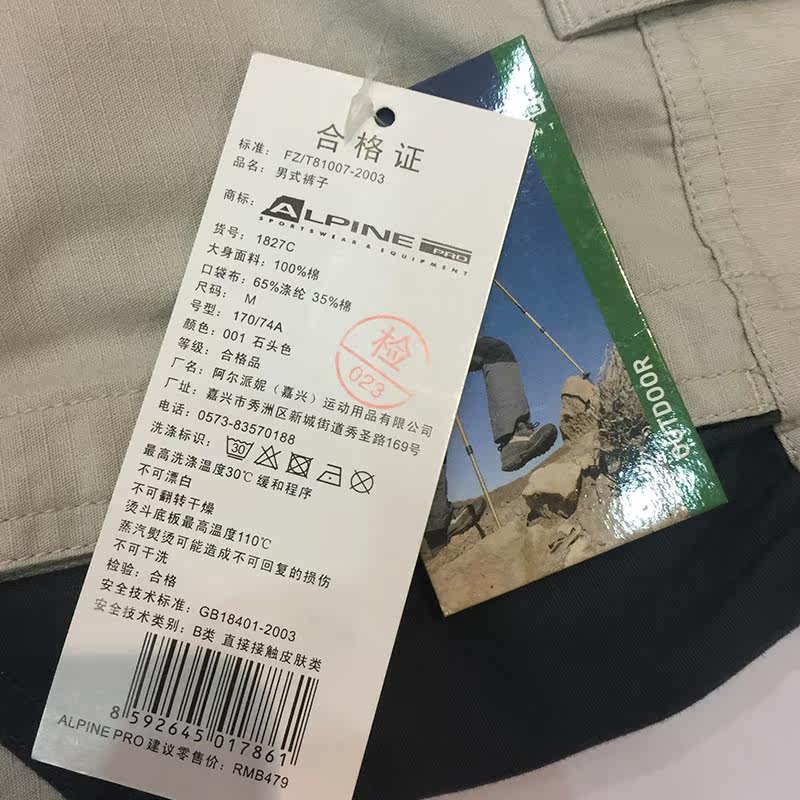 合格证
标准: FZ/T81007-2003
品名: 男式裤子
商标: ALPINE PRO
SPORTSWEAR & EQUIPMENT
货号: 1827C
大身面料: 100%棉
口袋布: 65%涤纶 35%棉
尺码: M
号型: 170/74A
颜色: 001 石头色
等级: 合格品
检
023
厂名: 阿尔派妮（嘉兴）运动用品有限公司
厂址: 嘉兴市秀洲区新城街道秀圣路169号
电话: 0573-83570188
洗涤标识: 30
最高洗涤温度30℃ 缓和程序
不可漂白
不可翻转干燥
烫斗底板最高温度110℃
蒸汽熨烫可能造成不可回复的损伤
不可干洗
检验: 合格
安全技术标准: GB18401-2003
安全技术类别: B类 直接接触皮肤类
8 592645 017861
ALPINE PRO 建议零售价: RMB479
OUTDOOR